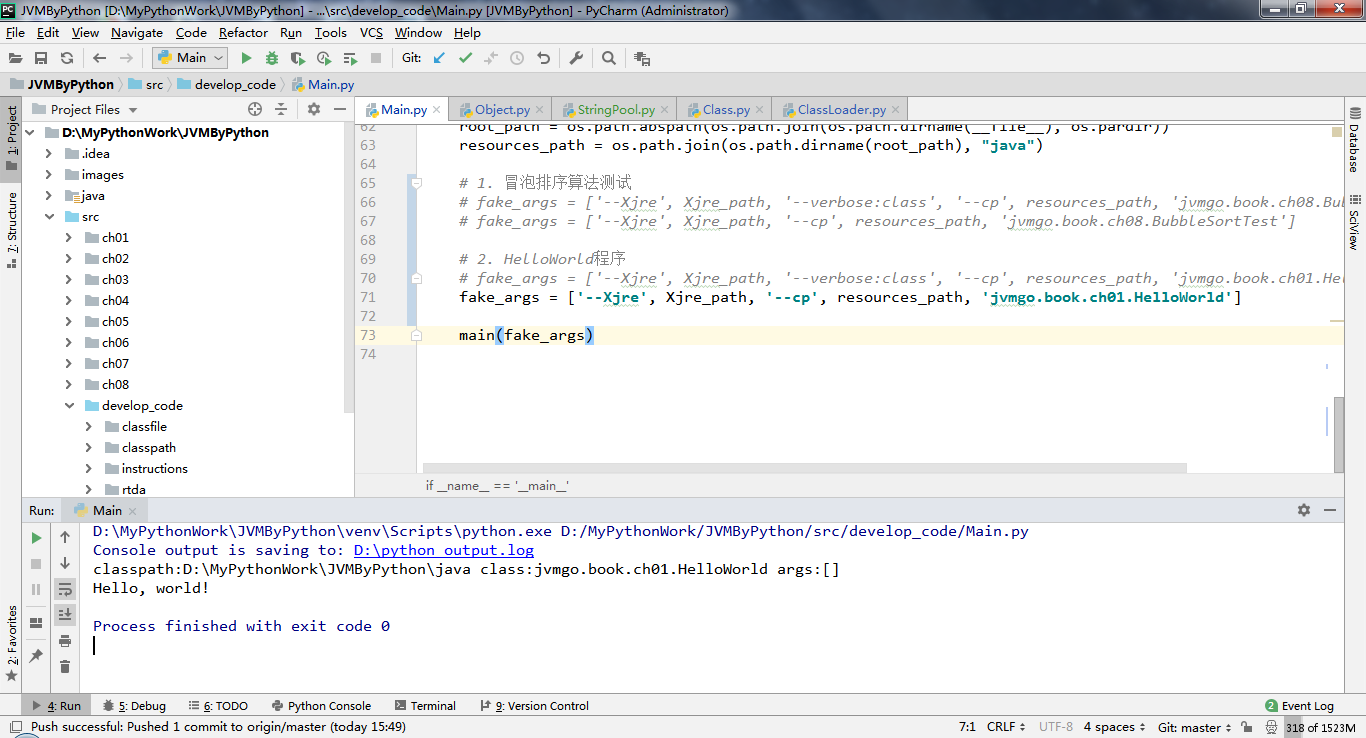 JVMByPython [D:\MyPythonWork\JVMByPython] - ...\src\develop_code\Main.py [JVMByPython] - PyCharm (Administrator)
File Edit View Navigate Code Refactor Run Tools VCS Window Help
Main Git:
JVMByPython src develop_code Main.py
1: Project
7: Structure
2: Favorites
Project Files
D:\MyPythonWork\JVMByPython
.idea
images
java
src
ch01
ch02
ch03
ch04
ch05
ch06
ch07
ch08
develop_code
classfile
classpath
instructions
rtda
Main.py Object.py StringPool.py Class.py ClassLoader.py
62 root_path = os.path.abspath(os.path.join(os.path.dirname(__file__), os.pardir))
63 resources_path = os.path.join(os.path.dirname(root_path), "java")
64
65 # 1. 冒泡排序算法测试
66 # fake_args = ['--Xjre', Xjre_path, '--verbose:class', '--cp', resources_path, 'jvmgo.book.ch08.Bu
67 # fake_args = ['--Xjre', Xjre_path, '--cp', resources_path, 'jvmgo.book.ch08.BubbleSortTest']
68
69 # 2. HelloWorld程序
70 # fake_args = ['--Xjre', Xjre_path, '--verbose:class', '--cp', resources_path, 'jvmgo.book.ch01.He
71 fake_args = ['--Xjre', Xjre_path, '--cp', resources_path, 'jvmgo.book.ch01.HelloWorld']
72
73 main(fake_args)
74
if __name__ == '__main__'
Database
SciView
Run: Main
D:\MyPythonWork\JVMByPython\venv\Scripts\python.exe D:/MyPythonWork/JVMByPython/src/develop_code/Main.py
Console output is saving to: D:\python_output.log
classpath:D:\MyPythonWork\JVMByPython\java class:jvmgo.book.ch01.HelloWorld args:[]
Hello, world!
Process finished with exit code 0
4: Run 5: Debug 6: TODO Python Console Terminal 9: Version Control 2 Event Log
Push successful: Pushed 1 commit to origin/master (today 15:49) 7:1 CRLF UTF-8 4 spaces Git: master 318 of 1523M